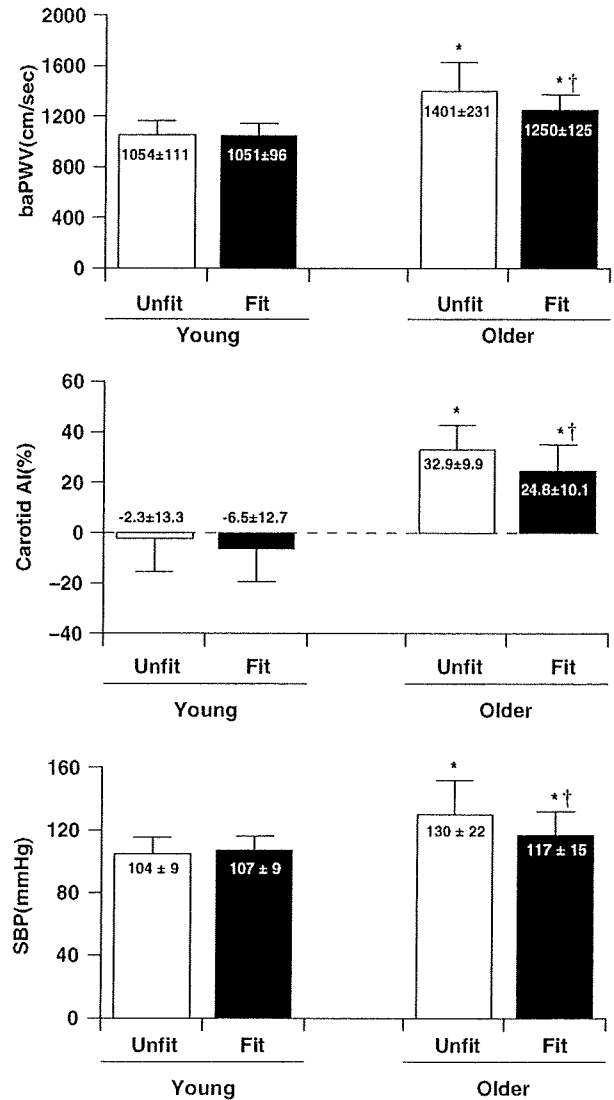 2000
1600
1200
800
400
0
baPWV(cm/sec)
*
* †
1054±111
1051±96
1401±231
1250±125
Unfit Fit Unfit Fit
Young Older
60
40
20
0
−20
−40
Carotid AI(%)
*
* †
-2.3±13.3
-6.5±12.7
32.9±9.9
24.8±10.1
Unfit Fit Unfit Fit
Young Older
160
120
80
40
0
SBP(mmHg)
*
* †
104 ± 9
107 ± 9
130 ± 22
117 ± 15
Unfit Fit Unfit Fit
Young Older